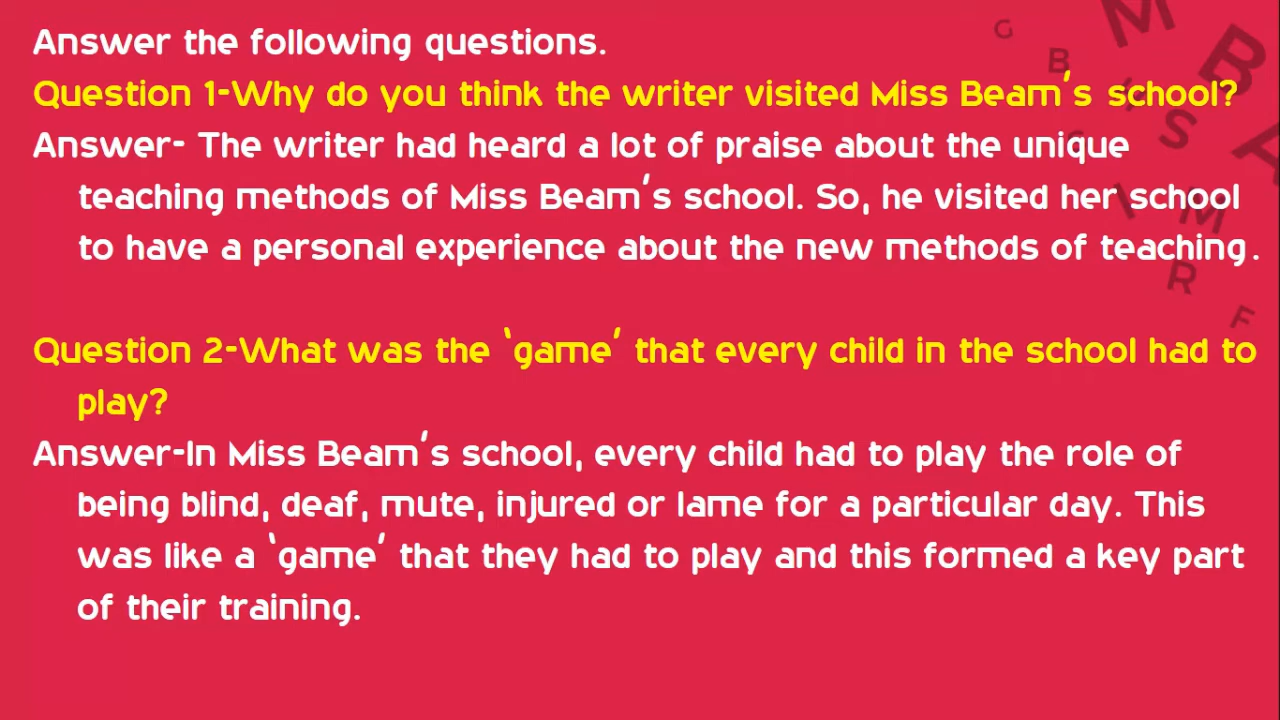 Answer the following questions.
Question 1-Why do you think the writer visited Miss Beam's school?
Answer- The writer had heard a lot of praise about the unique
teaching methods of Miss Beam's school. So, he visited her school
to have a personal experience about the new methods of teaching.
Question 2-What was the 'game' that every child in the school had to
play?
Answer-In Miss Beam's school, every child had to play the role of
being blind, deaf, mute, injured or lame for a particular day. This
was like a 'game' that they had to play and this formed a key part
of their training.